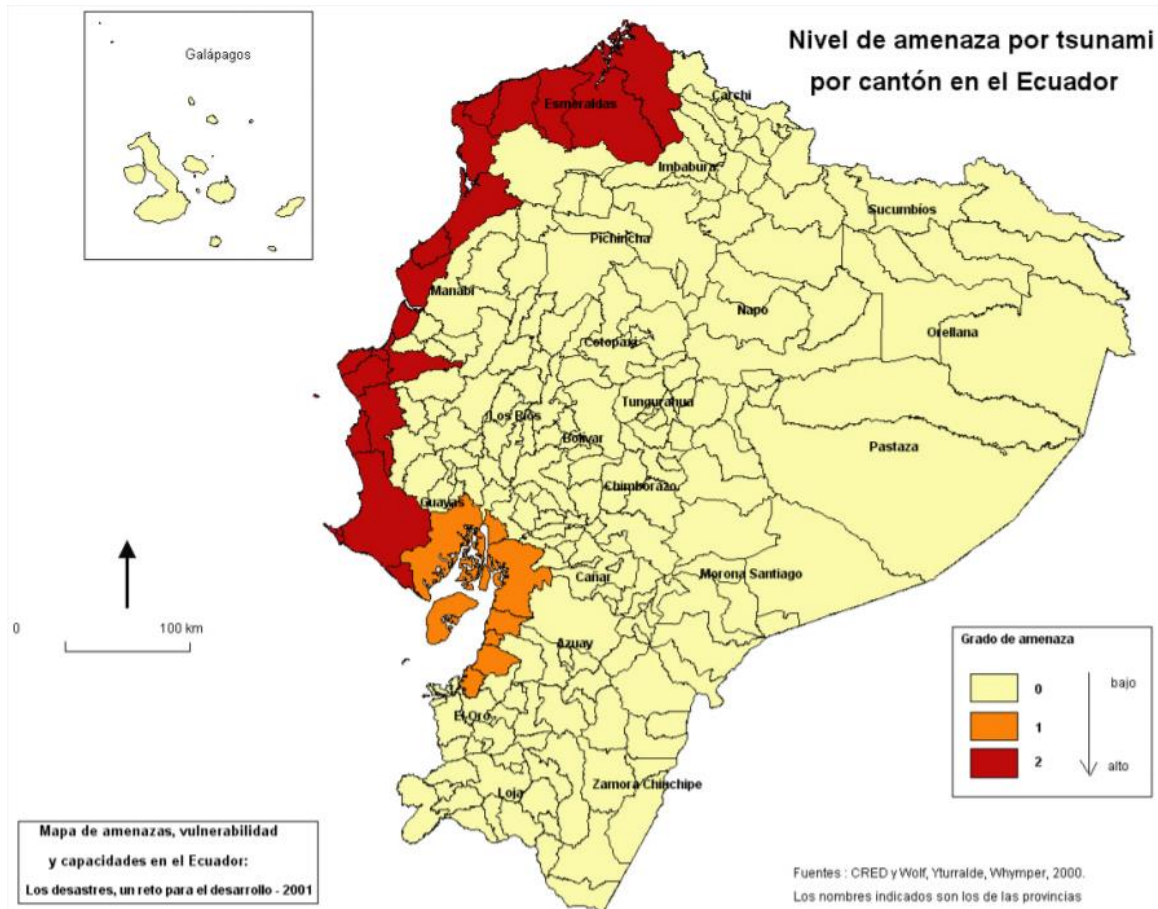 Nivel de amenaza por tsunami
por cantón en el Ecuador
Galápagos
Esmeraldas
Carchi
Imbabura
Sucumbíos
Pichincha
Manabí
Napo
Orellana
Cotopaxi
Tungurahua
Los Ríos
Bolívar
Pastaza
Chimborazo
Guayas
Cañar
Morona Santiago
Azuay
El Oro
Zamora Chinchipe
Loja
0
100 km
Grado de amenaza
0
bajo
1
2
alto
Mapa de amenazas, vulnerabilidad
y capacidades en el Ecuador:
Los desastres, un reto para el desarrollo - 2001
Fuentes : CRED y Wolf, Yturralde, Whymper, 2000.
Los nombres indicados son los de las provincias